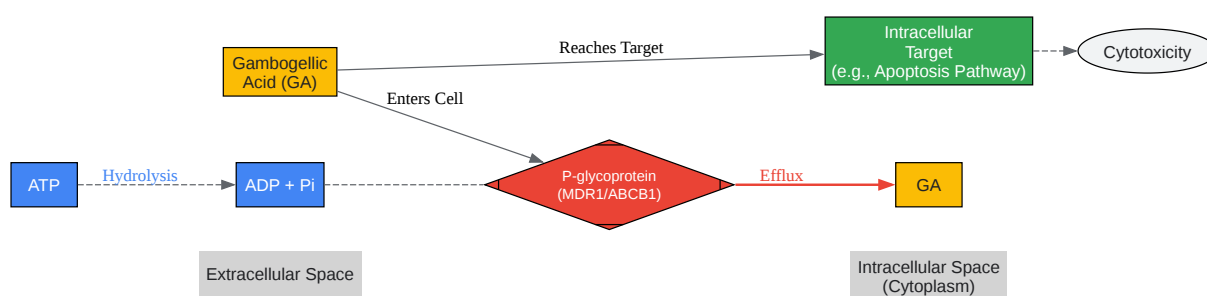 Gambogellic
Acid (GA)
Reaches Target
Intracellular
Target
(e.g., Apoptosis Pathway)
Cytotoxicity
Enters Cell
ATP
Hydrolysis
ADP + Pi
P-glycoprotein
(MDR1/ABCB1)
Efflux
GA
Extracellular Space
Intracellular Space
(Cytoplasm)